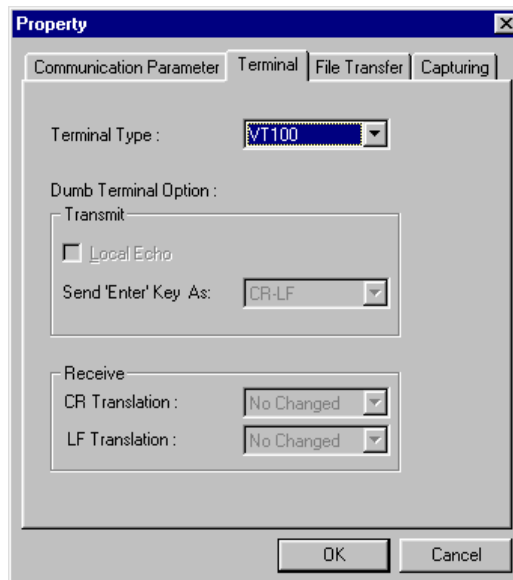 Property
Communication Parameter Terminal File Transfer Capturing
Terminal Type : VT100
Dumb Terminal Option :
Transmit
Local Echo
Send 'Enter' Key As: CR-LF
Receive
CR Translation : No Changed
LF Translation : No Changed
OK Cancel